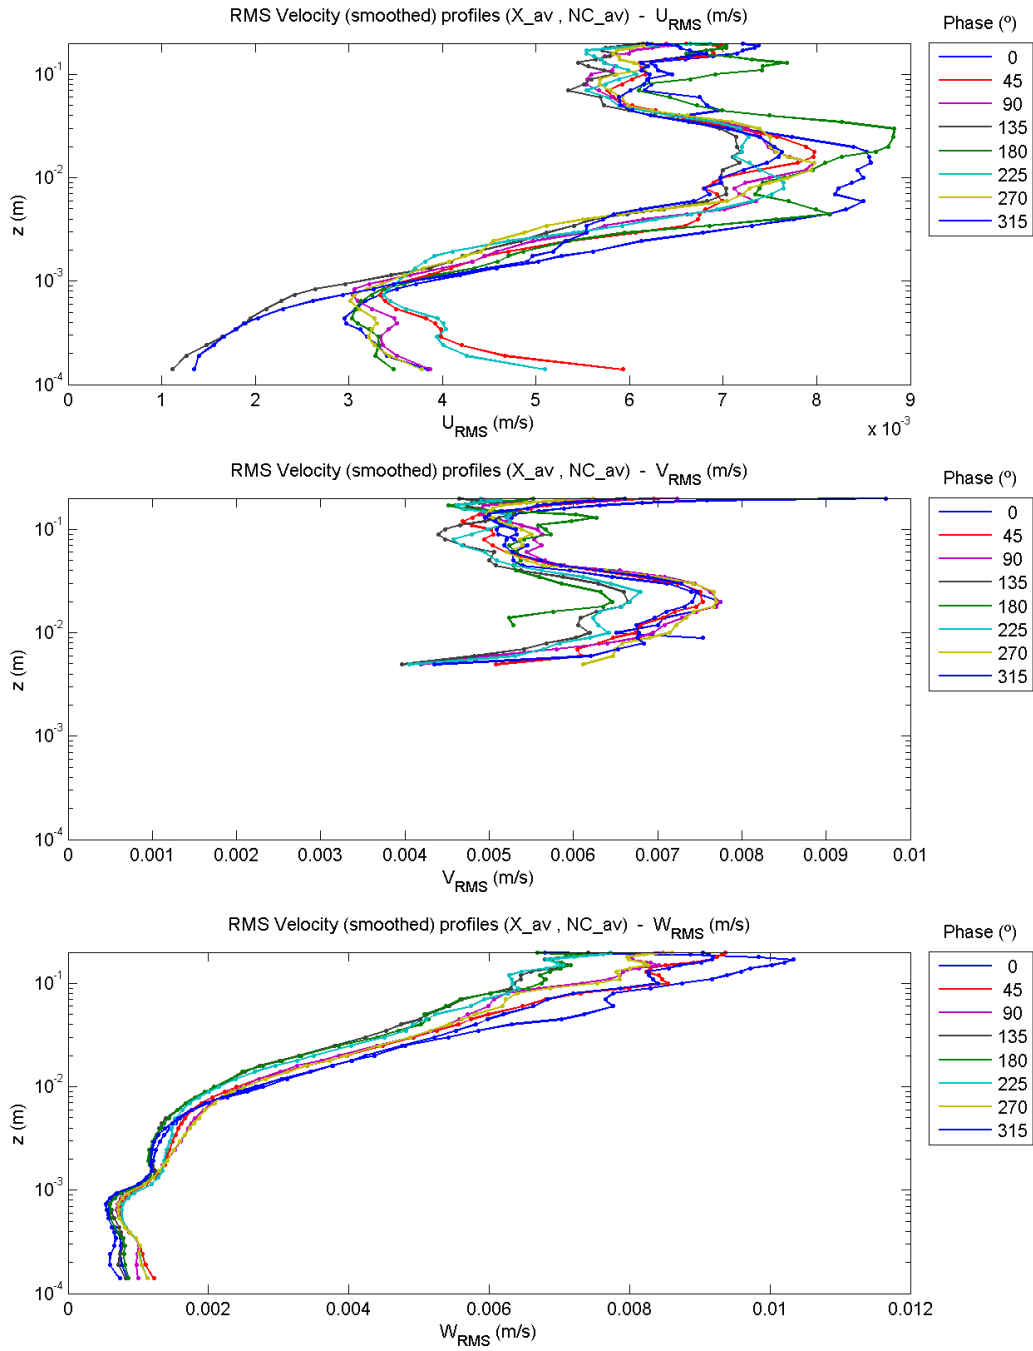 RMS Velocity (smoothed) profiles (X_av , NC_av) - U_RMS (m/s)
Phase (º)
0
45
90
135
180
225
270
315
10^-1
10^-2
10^-3
10^-4
z (m)
0 1 2 3 4 5 6 7 8 9
x 10^-3
U_RMS (m/s)
RMS Velocity (smoothed) profiles (X_av , NC_av) - V_RMS (m/s)
Phase (º)
0
45
90
135
180
225
270
315
10^-1
10^-2
10^-3
10^-4
z (m)
0 0.001 0.002 0.003 0.004 0.005 0.006 0.007 0.008 0.009 0.01
V_RMS (m/s)
RMS Velocity (smoothed) profiles (X_av , NC_av) - W_RMS (m/s)
Phase (º)
0
45
90
135
180
225
270
315
10^-1
10^-2
10^-3
10^-4
z (m)
0 0.002 0.004 0.006 0.008 0.01 0.012
W_RMS (m/s)